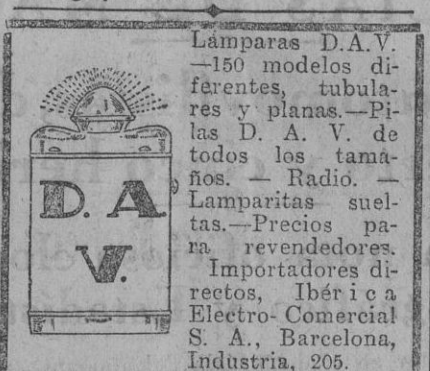 D. A.
V.
Lámparas D.A.V.
—150 modelos di-
ferentes, tubula-
res y planas.—Pi-
las D. A. V. de
todos los tama-
ños. — Radio. —
Lamparitas suel-
tas.—Precios pa-
ra revendedores.
Importadores di-
rectos, Ibérica
Electro-Comercial
S. A., Barcelona,
Industria, 205.